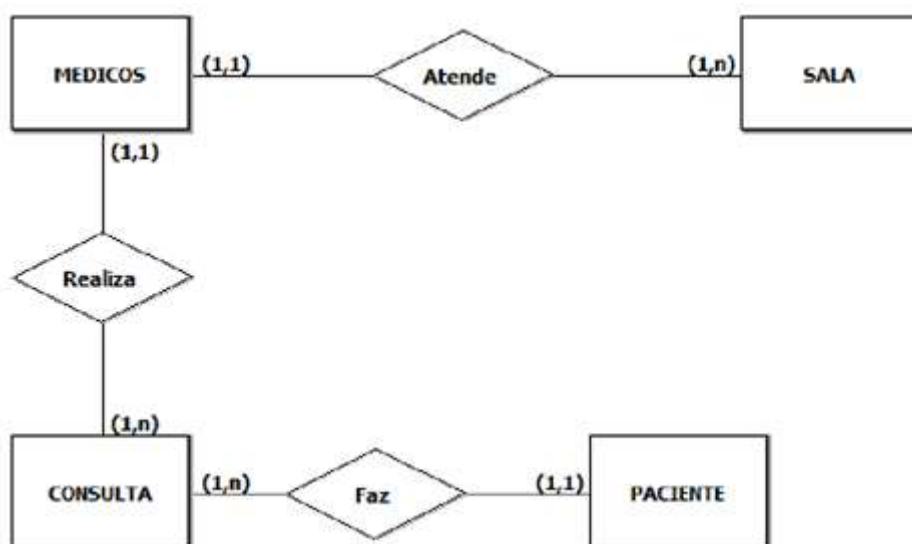 MEDICOS (1,1) Atende (1,n) SALA
(1,1)
Realiza
(1,n)
CONSULTA (1,n) Faz (1,1) PACIENTE